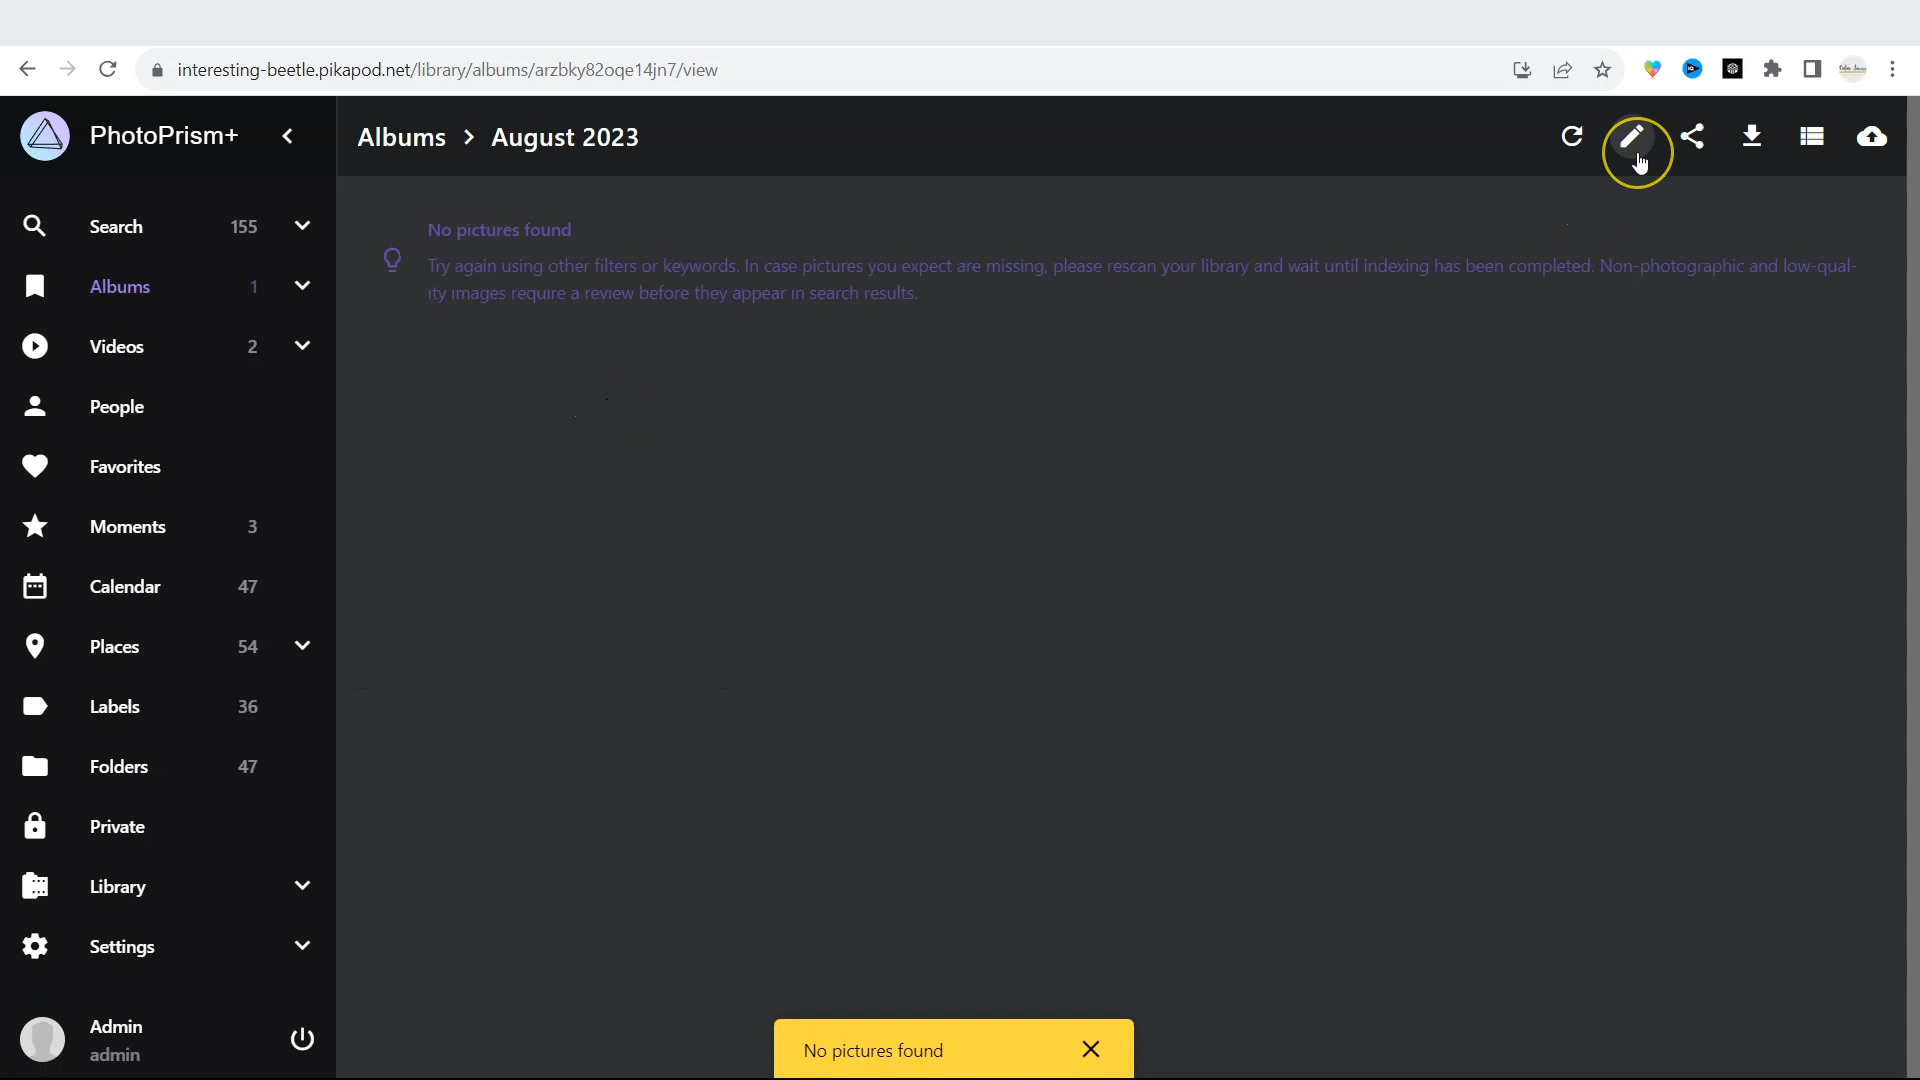 interesting-beetle.pikapod.net/library/albums/arzbky82oqe14jn7/view
PhotoPrism+
Albums > August 2023
Search 155
Albums 1
Videos 2
People
Favorites
Moments 3
Calendar 47
Places 54
Labels 36
Folders 47
Private
Library
Settings
Admin
admin
No pictures found
Try again using other filters or keywords. In case pictures you expect are missing, please rescan your library and wait until indexing has been completed. Non-photographic and low-qual-
ity images require a review before they appear in search results.
No pictures found